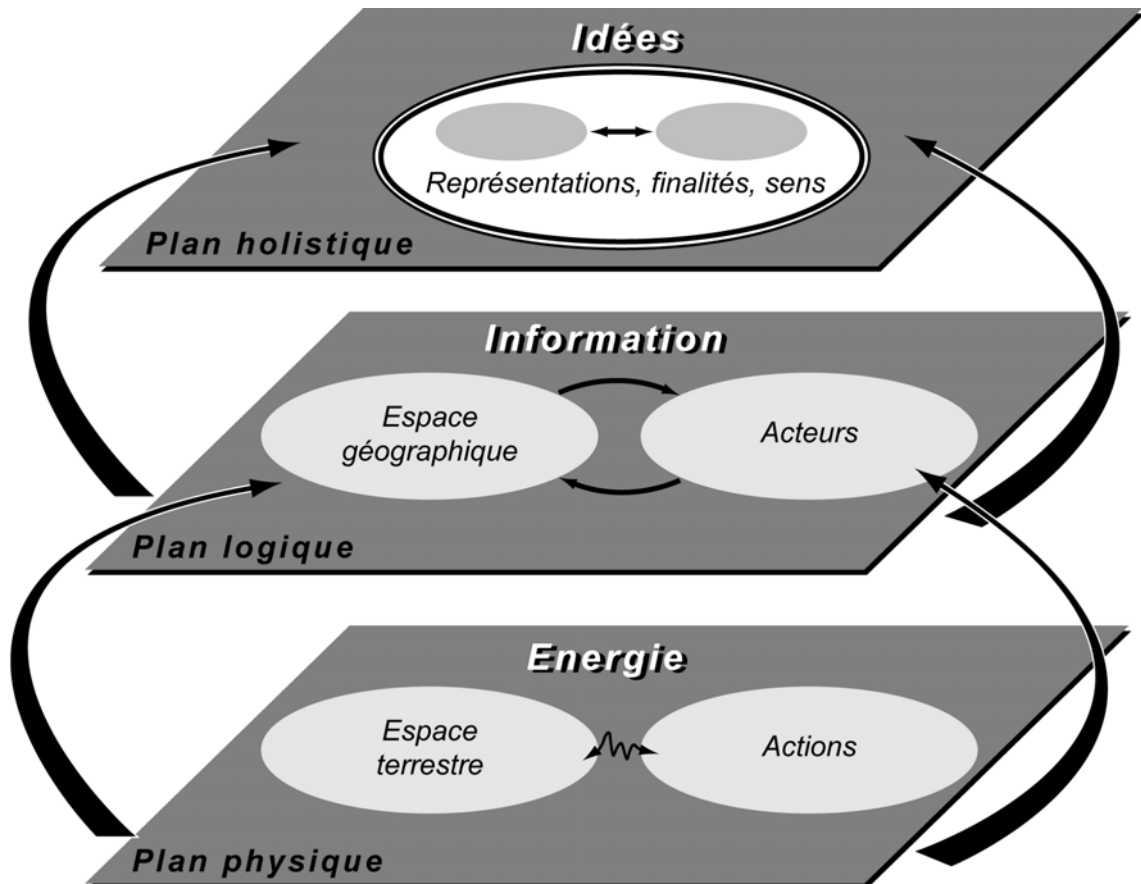 Idées
Représentations, finalités, sens
Plan holistique
Information
Espace
géographique
Acteurs
Plan logique
Energie
Espace
terrestre
Actions
Plan physique